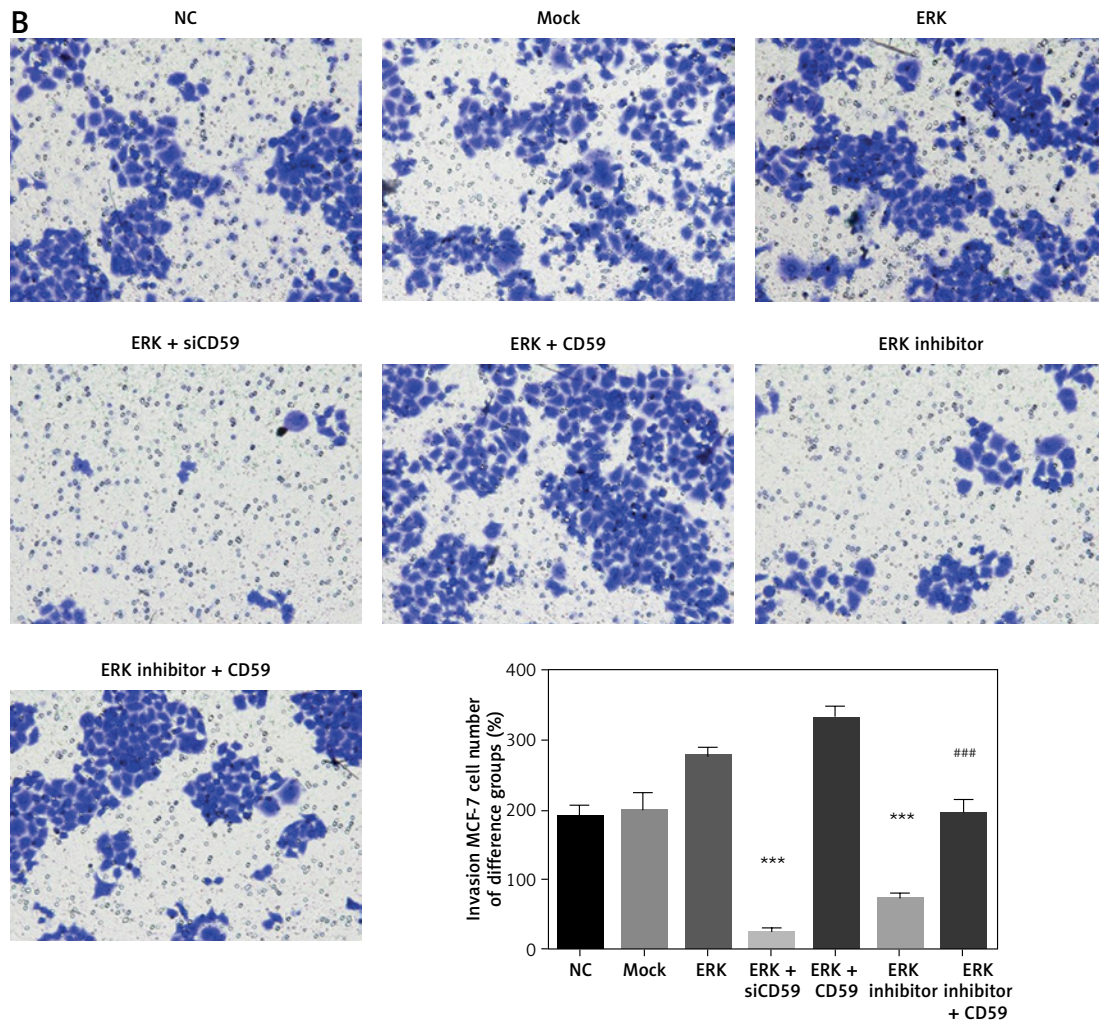 B
NC
Mock
ERK
ERK + siCD59
ERK + CD59
ERK inhibitor
ERK inhibitor + CD59
Invasion MCF-7 cell number
of difference groups (%)
400
300
200
100
0
***
***
###
NC
Mock
ERK
ERK +
siCD59
ERK +
CD59
ERK
inhibitor
ERK
inhibitor
+ CD59